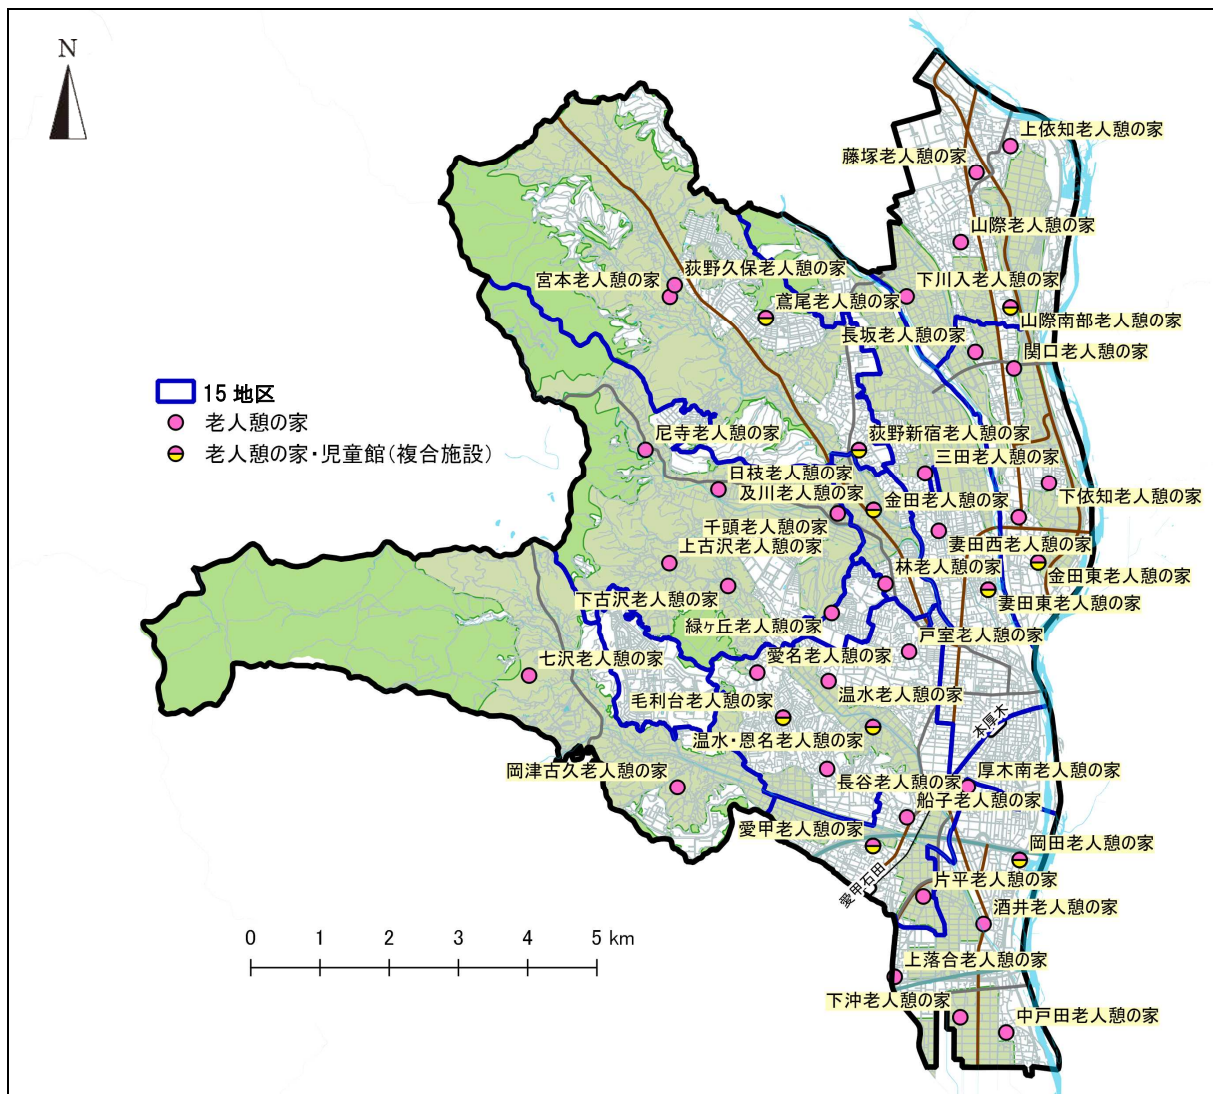 N
上依知老人憩の家
藤塚老人憩の家
山際老人憩の家
荻野久保老人憩の家
宮本老人憩の家
下川入老人憩の家
鳶尾老人憩の家
山際南部老人憩の家
長坂老人憩の家
関口老人憩の家
15地区
老人憩の家
老人憩の家・児童館(複合施設)
尼寺老人憩の家
荻野新宿老人憩の家
三田老人憩の家
日枝老人憩の家
及川老人憩の家
金田老人憩の家
下依知老人憩の家
千頭老人憩の家
上古沢老人憩の家
妻田西老人憩の家
林老人憩の家
金田東老人憩の家
下古沢老人憩の家
妻田東老人憩の家
緑ヶ丘老人憩の家
戸室老人憩の家
七沢老人憩の家
愛名老人憩の家
温水老人憩の家
毛利台老人憩の家
本厚木
温水・恩名老人憩の家
岡津古久老人憩の家
長谷老人憩の家
厚木南老人憩の家
船子老人憩の家
愛甲老人憩の家
岡田老人憩の家
愛甲石田
片平老人憩の家
酒井老人憩の家
0 1 2 3 4 5 km
上落合老人憩の家
下沖老人憩の家
中戸田老人憩の家